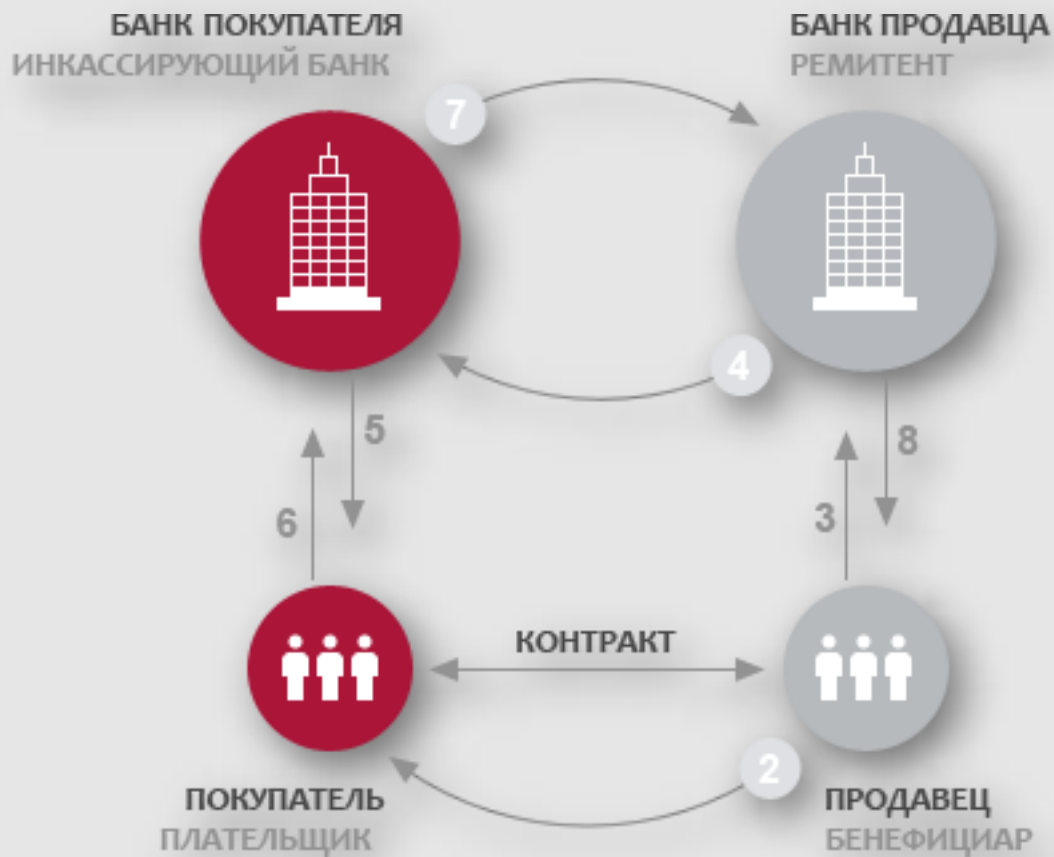 БАНК ПОКУПАТЕЛЯ
ИНКАССИРУЮЩИЙ БАНК
БАНК ПРОДАВЦА
РЕМИТЕНТ
7
4
5
8
6
3
КОНТРАКТ
2
ПОКУПАТЕЛЬ
ПЛАТЕЛЬЩИК
ПРОДАВЕЦ
БЕНЕФИЦИАР